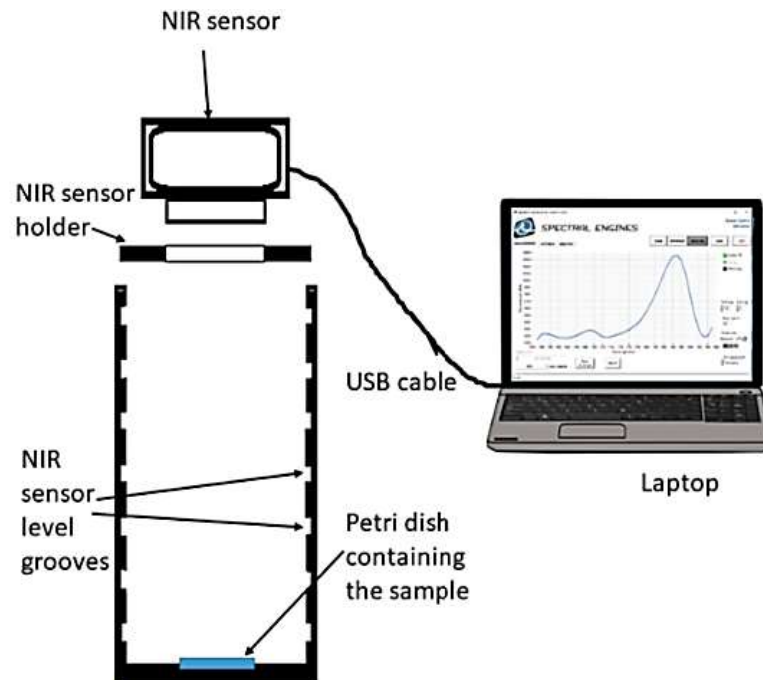 NIR sensor
NIR sensor
holder
SPECTRAL ENGINES
USB cable
NIR
sensor
level
grooves
Petri dish
containing
the sample
Laptop